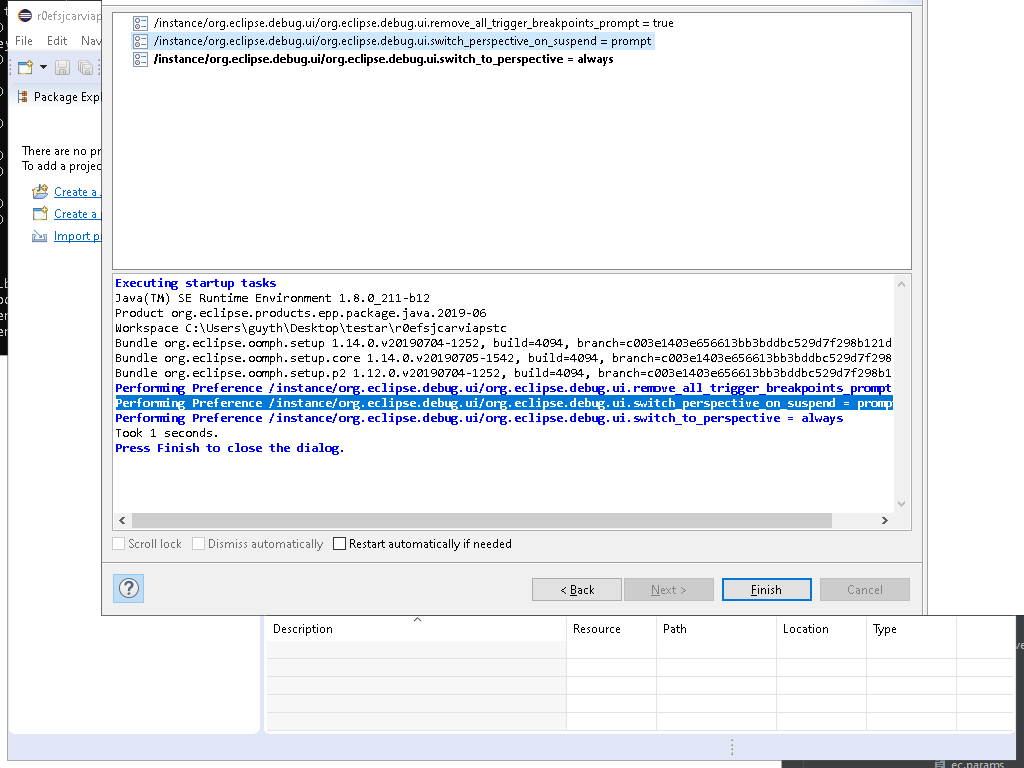 r0efsjcarviap
/instance/org.eclipse.debug.ui/org.eclipse.debug.ui.remove_all_trigger_breakpoints_prompt = true
File Edit Nav
/instance/org.eclipse.debug.ui/org.eclipse.debug.ui.switch_perspective_on_suspend = prompt
/instance/org.eclipse.debug.ui/org.eclipse.debug.ui.switch_to_perspective = always
Package Expl
There are no pr
To add a projec
Create a
Create a
Import p
Executing startup tasks
Java(TM) SE Runtime Environment 1.8.0_211-b12
Product org.eclipse.products.epp.package.java.2019-06
Workspace C:\Users\guyth\Desktop\testar\r0efsjcarviapstc
Bundle org.eclipse.oomph.setup 1.14.0.v20190704-1252, build=4094, branch=c003e1403e656613bb3bddbc529d7f298b121d
Bundle org.eclipse.oomph.setup.core 1.14.0.v20190705-1542, build=4094, branch=c003e1403e656613bb3bddbc529d7f298
Bundle org.eclipse.oomph.setup.p2 1.12.0.v20190704-1252, build=4094, branch=c003e1403e656613bb3bddbc529d7f298b1
Performing Preference /instance/org.eclipse.debug.ui/org.eclipse.debug.ui.remove_all_trigger_breakpoints_prompt
Performing Preference /instance/org.eclipse.debug.ui/org.eclipse.debug.ui.switch_perspective_on_suspend = promp
Performing Preference /instance/org.eclipse.debug.ui/org.eclipse.debug.ui.switch_to_perspective = always
Took 1 seconds.
Press Finish to close the dialog.
Scroll lock Dismiss automatically Restart automatically if needed
? < Back Next > Finish Cancel
Description Resource Path Location Type
ec.params